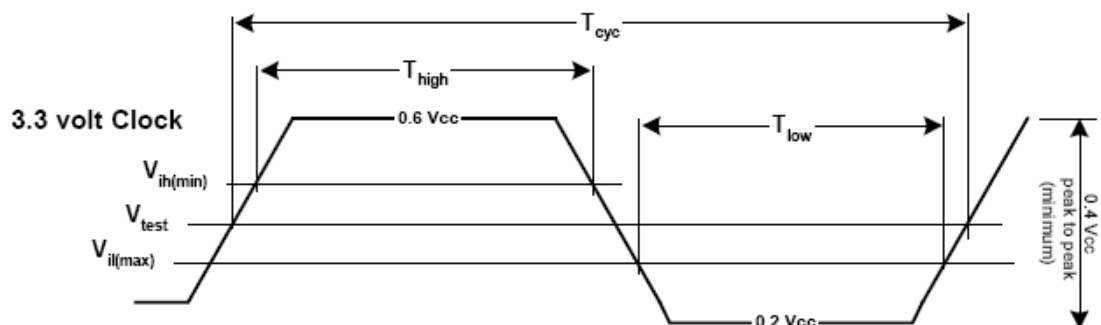 T_cyc
T_high
3.3 volt Clock
0.6 Vcc
T_low
V_ih(min)
V_test
V_il(max)
0.4 Vcc
peak to peak
(minimum)
0.2 Vcc